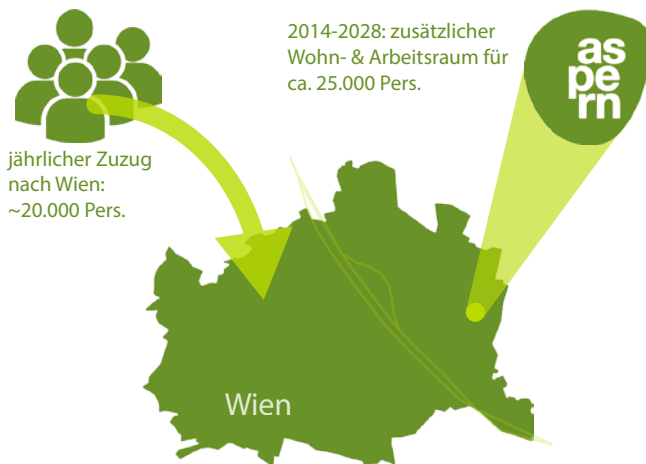 2014-2028: zusätzlicher
Wohn- & Arbeitsraum für
ca. 25.000 Pers.
as
pe
rn
jährlicher Zuzug
nach Wien:
~20.000 Pers.
Wien